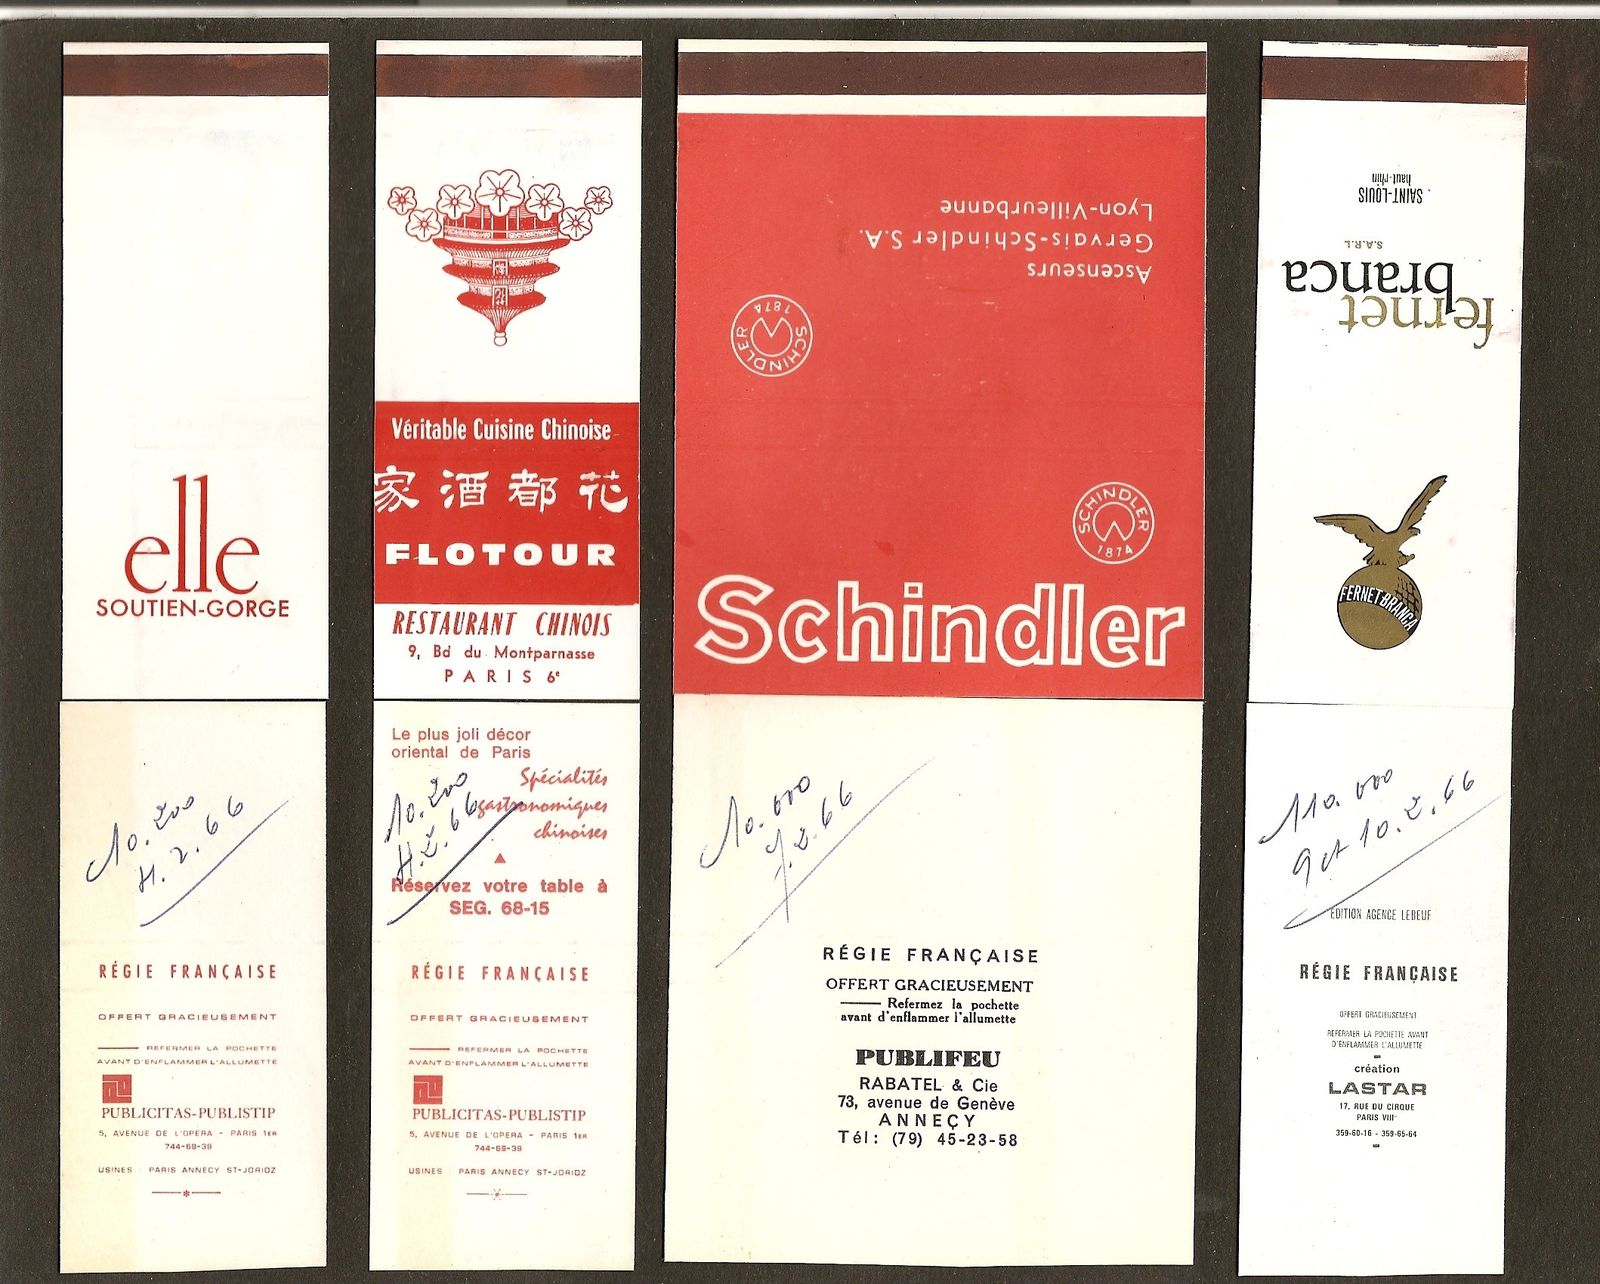 elle
SOUTIEN-GORGE
10.200
H.2.66
RÉGIE FRANÇAISE
OFFERT GRACIEUSEMENT
REFERMER LA POCHETTE
AVANT D'ENFLAMMER L'ALLUMETTE
PUBLICITAS-PUBLISTIP
5, AVENUE DE L'OPERA - PARIS 1ER
744-69-39
USINES : PARIS ANNECY ST-JORIOZ
Véritable Cuisine Chinoise
家酒都花
FLOTOUR
RESTAURANT CHINOIS
9, Bd du Montparnasse
PARIS 6e
Le plus joli décor
oriental de Paris
Spécialités
gastronomiques
chinoises
10.200
H.2.66
Réservez votre table à
SEG. 68-15
RÉGIE FRANÇAISE
OFFERT GRACIEUSEMENT
REFERMER LA POCHETTE
AVANT D'ENFLAMMER L'ALLUMETTE
PUBLICITAS-PUBLISTIP
5, AVENUE DE L'OPERA - PARIS 1ER
744-69-39
USINES : PARIS ANNECY ST-JORIOZ
Ascenseurs
Gervais-Schindler S.A.
Lyon-Villeurbanne
SCHINDLER
1874
SCHINDLER
1874
Schindler
10.000
7.2.66
RÉGIE FRANÇAISE
OFFERT GRACIEUSEMENT
Refermez la pochette
avant d'enflammer l'allumette
PUBLIFEU
RABATEL & Cie
73, avenue de Genève
ANNEÇY
Tél: (79) 45-23-58
fernet
branca
S.A.R.L
SAINT-LOUIS
haut-rhin
FERNET-BRANCA
110.000
9 et 10.2.66
EDITION AGENCE LEBEUF
RÉGIE FRANÇAISE
OFFERT GRACIEUSEMENT
REFERMER LA POCHETTE AVANT
D'ENFLAMMER L'ALLUMETTE
création
LASTAR
17, RUE DU CIRQUE
PARIS VIIIe
359-60-16 - 359-65-64